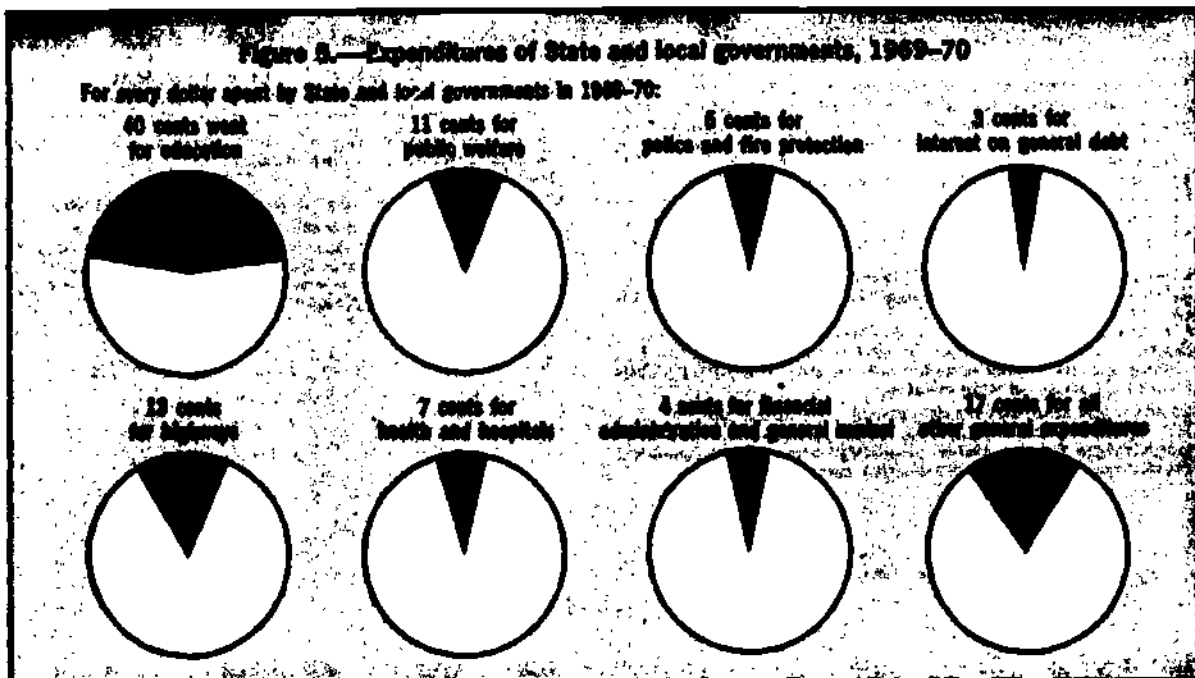 Figure 5.—Expenditures of State and local governments, 1969–70
For every dollar spent by State and local governments in 1969–70:
40 cents went
for education
11 cents for
public welfare
5 cents for
police and fire protection
3 cents for
interest on general debt
13 cents
for highways
7 cents for
health and hospitals
4 cents for financial
administration and general control
17 cents for all
other general expenditures